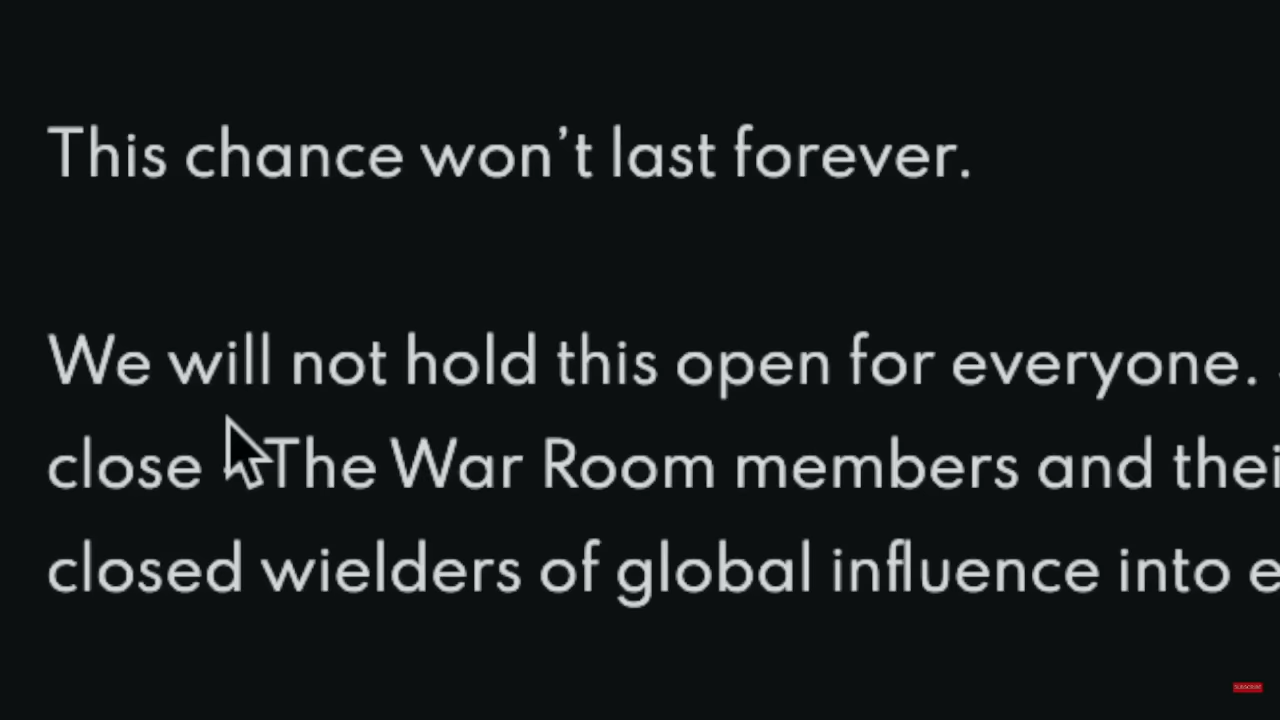 This chance won’t last forever.
We will not hold this open for everyone.
close The War Room members and thei
closed wielders of global influence into e
SUBSCRIBE